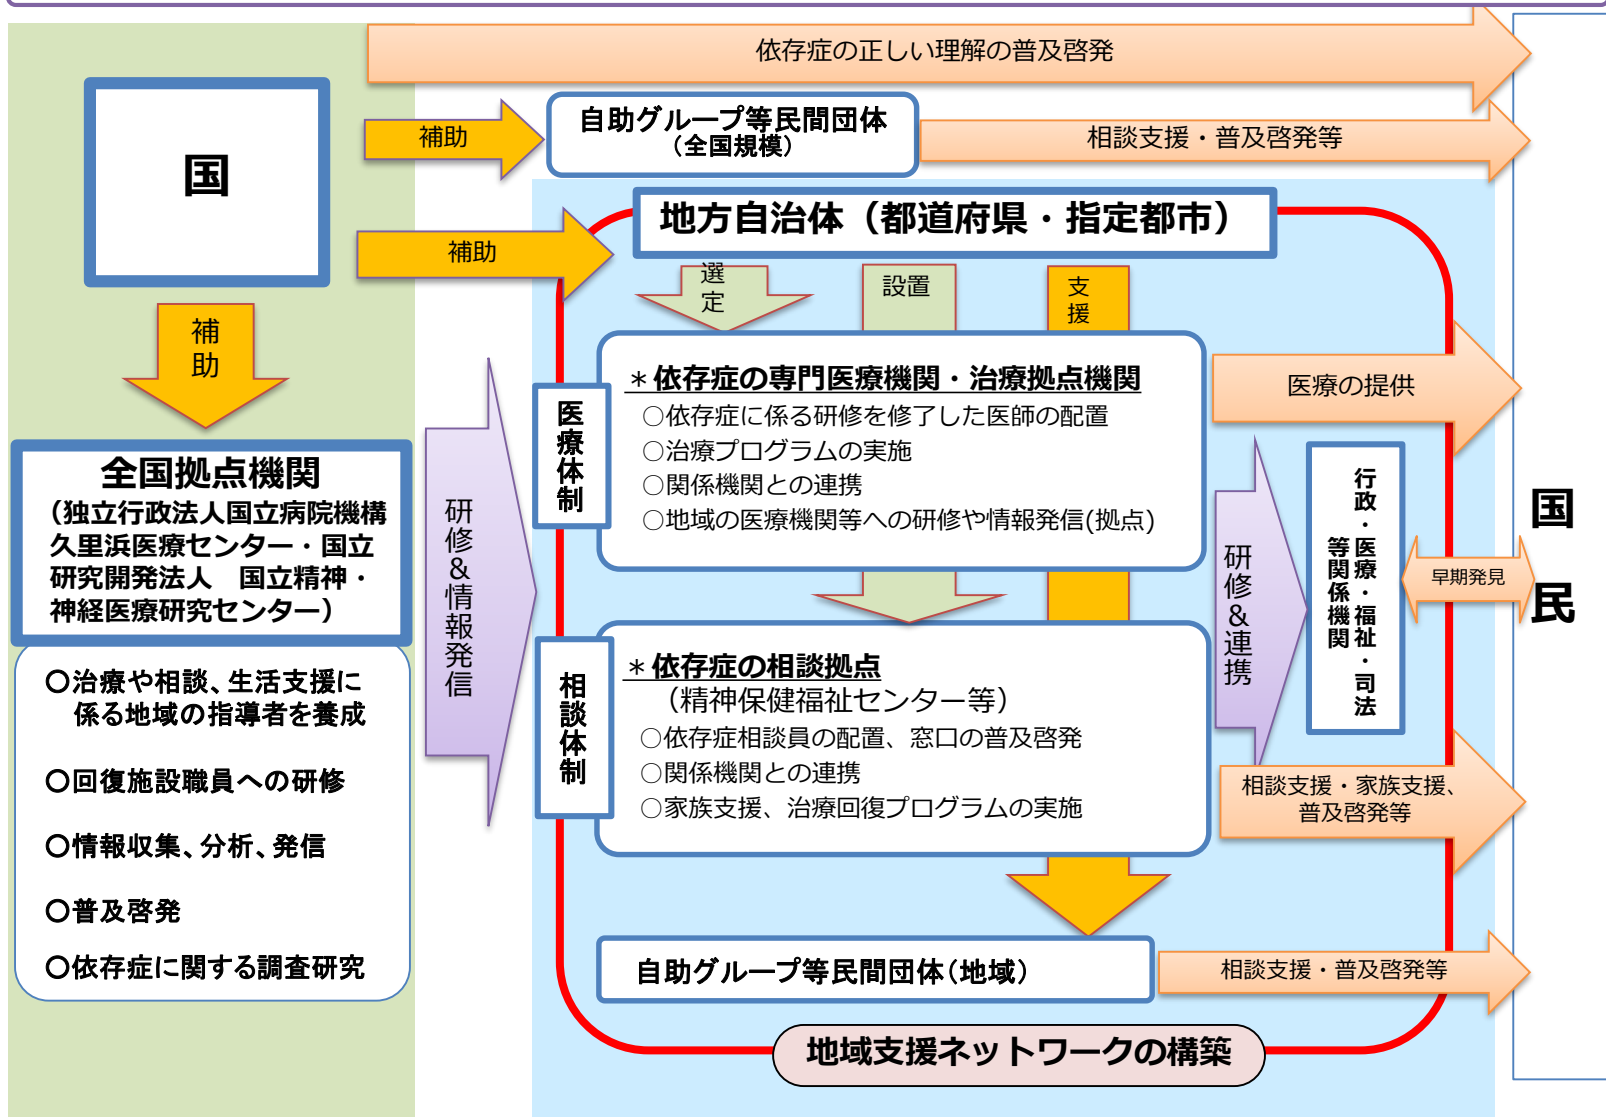 依存症の正しい理解の普及啓発
国
補助
自助グループ等民間団体
（全国規模）
相談支援・普及啓発等
補助
地方自治体（都道府県・指定都市）
選定
設置
支援
補助
全国拠点機関
（独立行政法人国立病院機構
久里浜医療センター・国立
研究開発法人　国立精神・
神経医療研究センター）
〇治療や相談、生活支援に
係る地域の指導者を養成
〇回復施設職員への研修
〇情報収集、分析、発信
〇普及啓発
〇依存症に関する調査研究
研修&情報発信
医療体制
＊依存症の専門医療機関・治療拠点機関
○依存症に係る研修を修了した医師の配置
○治療プログラムの実施
○関係機関との連携
○地域の医療機関等への研修や情報発信(拠点)
医療の提供
相談体制
＊依存症の相談拠点
（精神保健福祉センター等）
○依存症相談員の配置、窓口の普及啓発
○関係機関との連携
○家族支援、治療回復プログラムの実施
研修&連携
行政・医療・福祉・司法
等関係機関
早期発見
国民
相談支援・家族支援、
普及啓発等
自助グループ等民間団体（地域）
相談支援・普及啓発等
地域支援ネットワークの構築